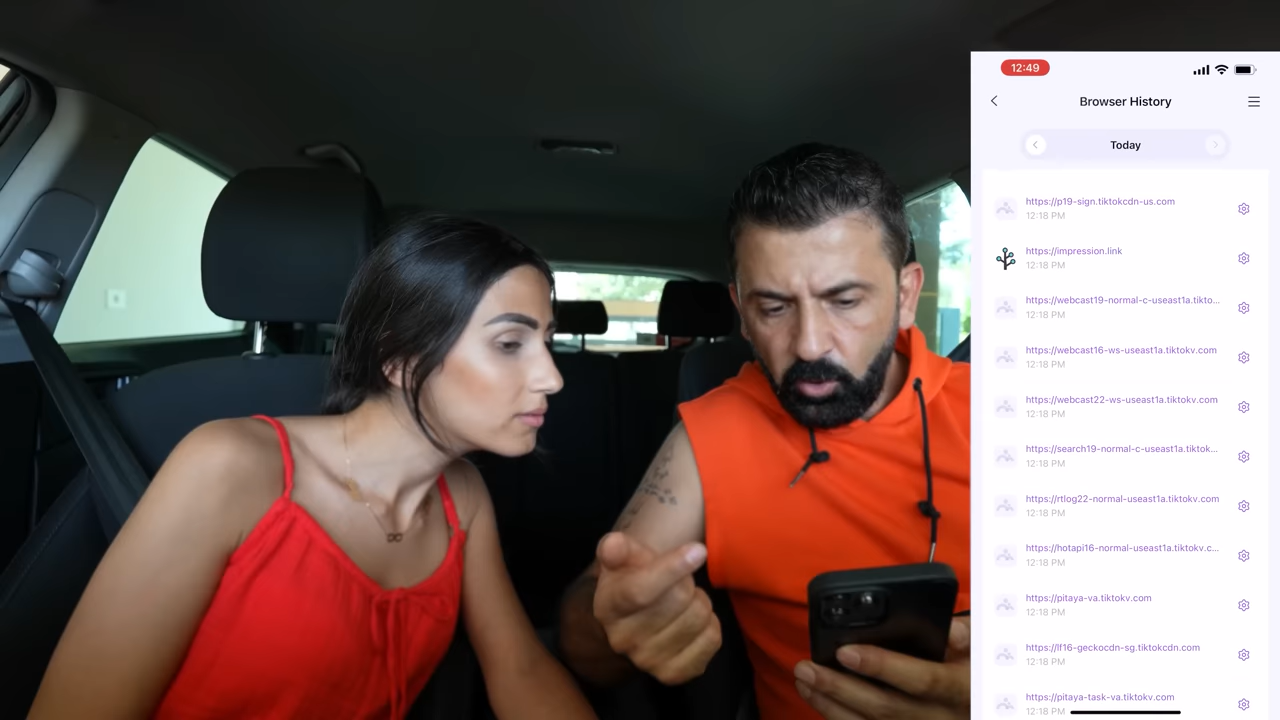 12:49
Browser History
Today
https://p19-sign.tiktokcdn-us.com
12:18 PM
https://impression.link
12:18 PM
https://webcast19-normal-c-useast1a.tikto...
12:18 PM
https://webcast16-ws-useast1a.tiktokv.com
12:18 PM
https://webcast22-ws-useast1a.tiktokv.com
12:18 PM
https://search19-normal-c-useast1a.tiktok...
12:18 PM
https://rtlog22-normal-useast1a.tiktokv.com
12:18 PM
https://hotapi16-normal-useast1a.tiktokv.c...
12:18 PM
https://pitaya-va.tiktokv.com
12:18 PM
https://lf16-geckocdn-sg.tiktokcdn.com
12:18 PM
https://pitaya-task-va.tiktokv.com
12:18 PM